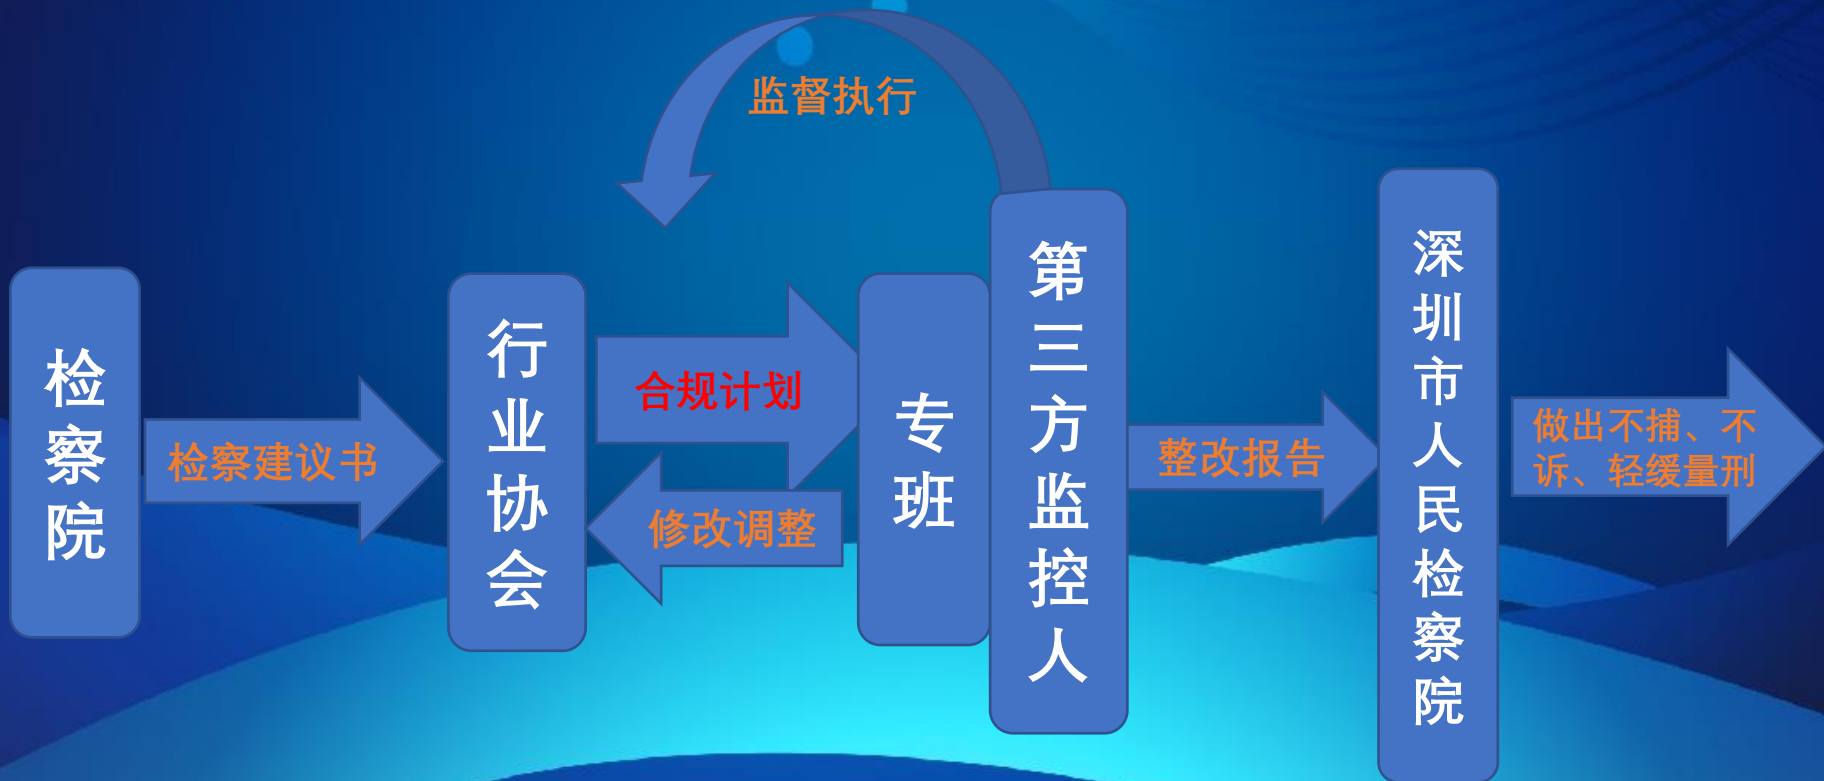 监督执行
检察院
检察建议书
行业协会
合规计划
修改调整
专班
第三方监控人
整改报告
深圳市人民检察院
做出不捕、不
诉、轻缓量刑